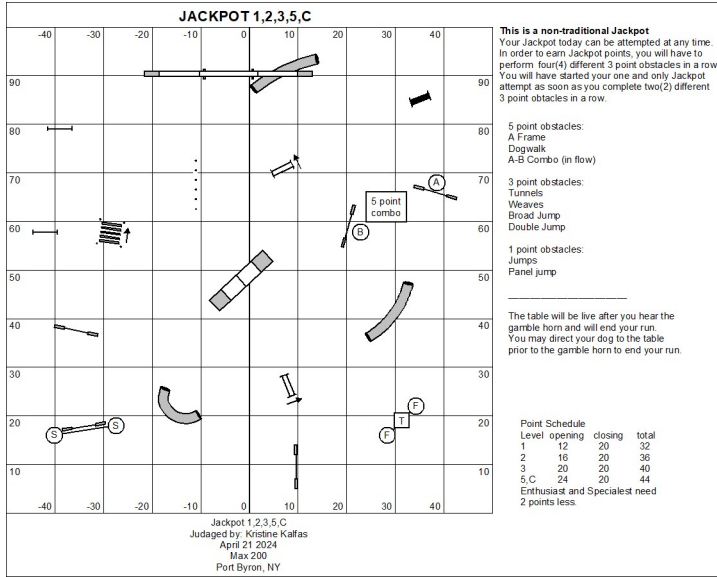 JACKPOT 1,2,3,5,C
-40 -30 -20 -10 0 10 20 30 40
90 90
80 80
70 70
60 60
50 50
40 40
30 30
20 20
10 10
A
5 point
combo
B
F
T
F
S
S
-40 -30 -20 -10 0 10 20 30 40
Jackpot 1,2,3,5,C
Judaged by: Kristine Kalfas
April 21 2024
Max 200
Port Byron, NY
This is a non-traditional Jackpot
Your Jackpot today can be attempted at any time.
In order to earn Jackpot points, you will have to
perform four(4) different 3 point obstacles in a row
You will have started your one and only Jackpot
attempt as soon as you complete two(2) different
3 point obtacles in a row.
5 point obstacles:
A Frame
Dogwalk
A-B Combo (in flow)
3 point obstacles:
Tunnels
Weaves
Broad Jump
Double Jump
1 point obstacles:
Jumps
Panel jump
The table will be live after you hear the
gamble horn and will end your run.
You may direct your dog to the table
prior to the gamble horn to end your run.
Point Schedule
Level opening closing total
1 12 20 32
2 16 20 36
3 20 20 40
5,C 24 20 44
Enthusiast and Specialest need
2 points less.